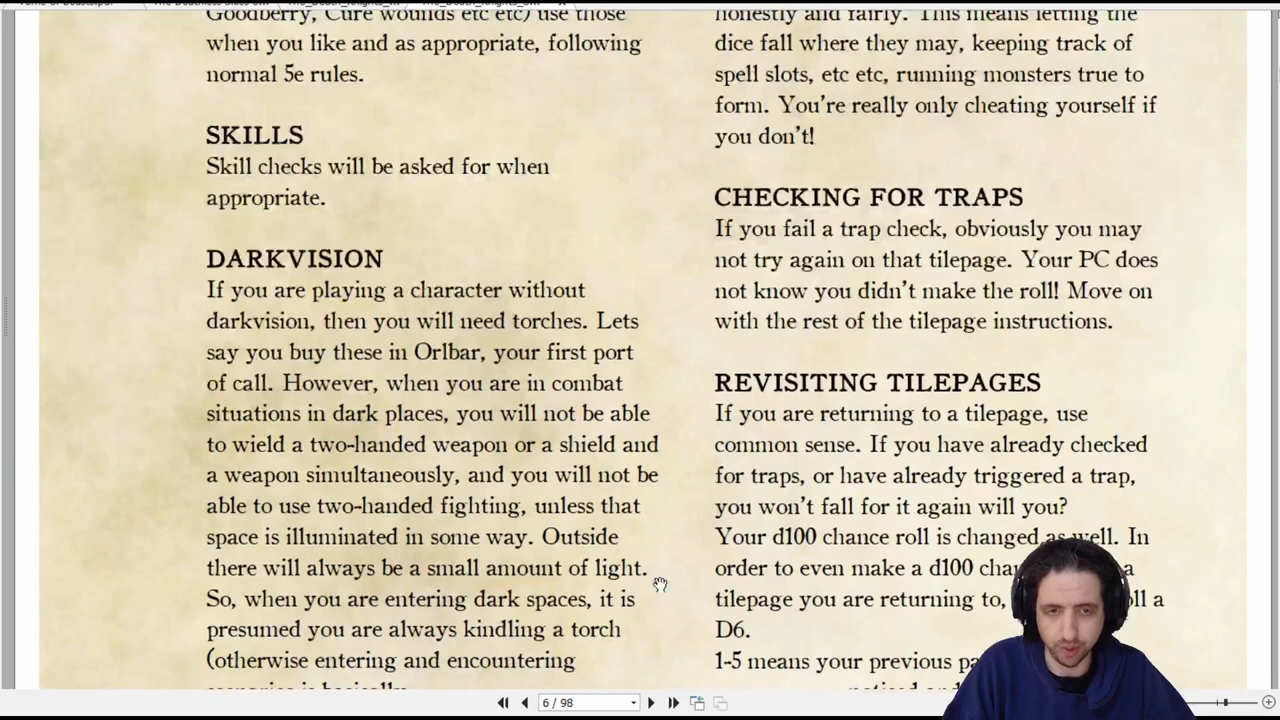 Goodberry, Cure wounds etc etc) use those
when you like and as appropriate, following
normal 5e rules.
SKILLS
Skill checks will be asked for when
appropriate.
DARKVISION
If you are playing a character without
darkvision, then you will need torches. Lets
say you buy these in Orlbar, your first port
of call. However, when you are in combat
situations in dark places, you will not be able
to wield a two-handed weapon or a shield and
a weapon simultaneously, and you will not be
able to use two-handed fighting, unless that
space is illuminated in some way. Outside
there will always be a small amount of light.
So, when you are entering dark spaces, it is
presumed you are always kindling a torch
(otherwise entering and encountering
honestly and fairly. This means letting the
dice fall where they may, keeping track of
spell slots, etc etc, running monsters true to
form. You're really only cheating yourself if
you don't!
CHECKING FOR TRAPS
If you fail a trap check, obviously you may
not try again on that tilepage. Your PC does
not know you didn't make the roll! Move on
with the rest of the tilepage instructions.
REVISITING TILEPAGES
If you are returning to a tilepage, use
common sense. If you have already checked
for traps, or have already triggered a trap,
you won't fall for it again will you?
Your d100 chance roll is changed as well. In
order to even make a d100 a
tilepage you are returning to, a
D6.
1-5 means your previous
6 / 98